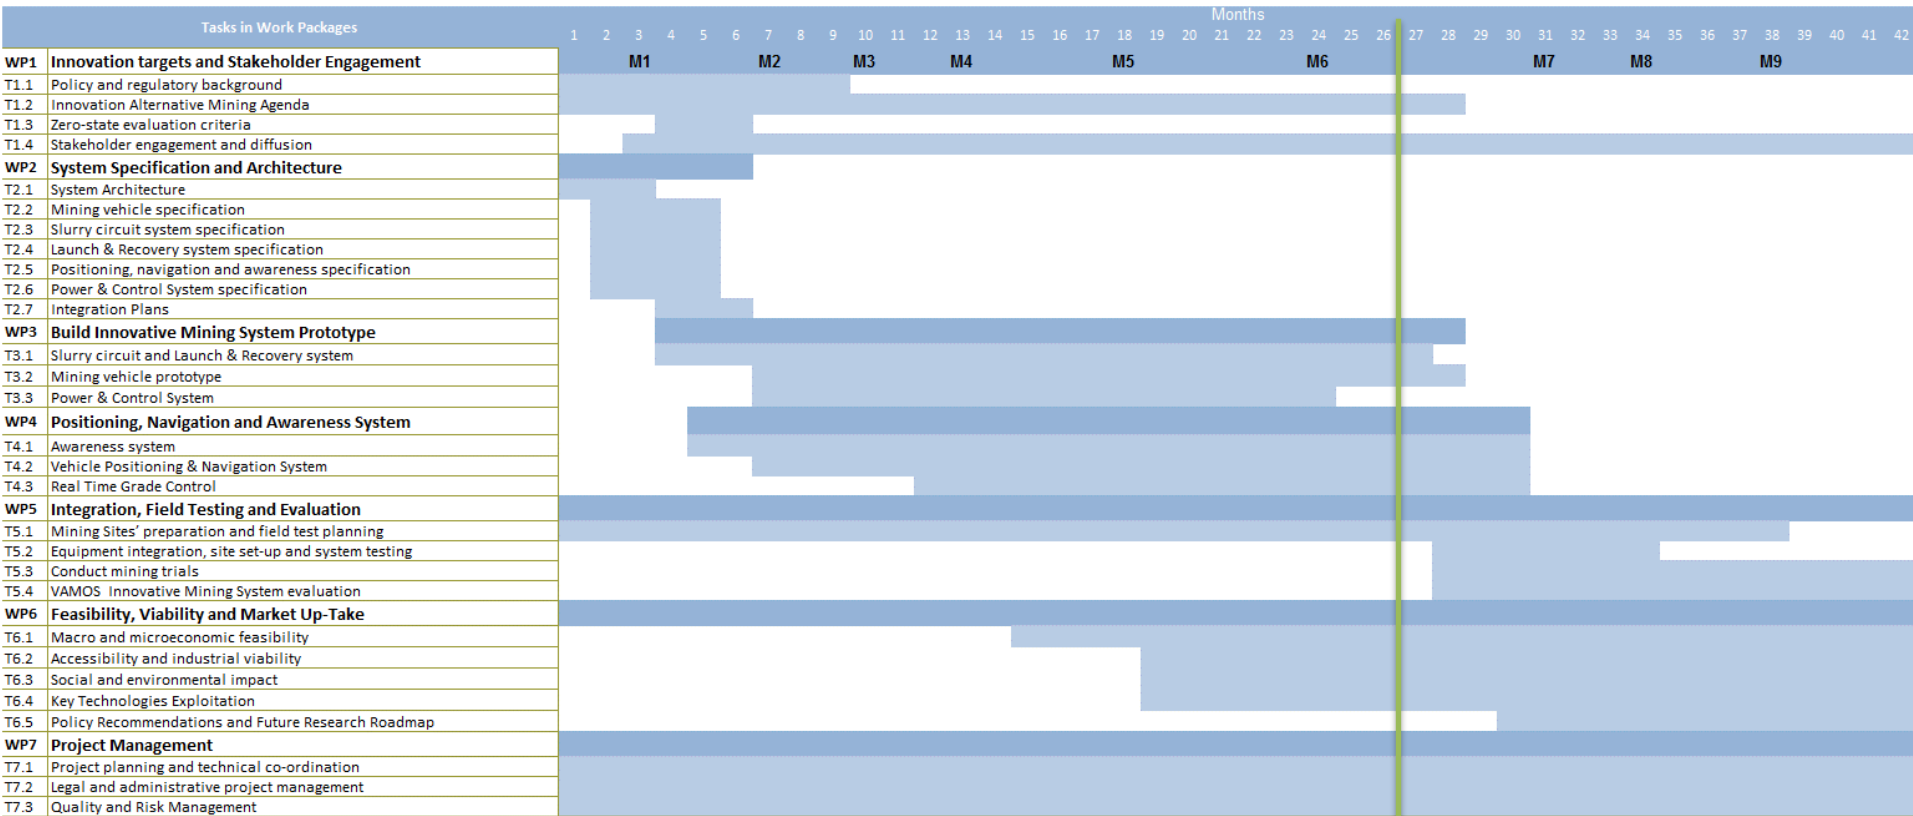 Months
Tasks in Work Packages 1 2 3 4 5 6 7 8 9 10 11 12 13 14 15 16 17 18 19 20 21 22 23 24 25 26 27 28 29 30 31 32 33 34 35 36 37 38 39 40 41 42
WP1 Innovation targets and Stakeholder Engagement M1 M2 M3 M4 M5 M6 M7 M8 M9
T1.1 Policy and regulatory background
T1.2 Innovation Alternative Mining Agenda
T1.3 Zero-state evaluation criteria
T1.4 Stakeholder engagement and diffusion
WP2 System Specification and Architecture
T2.1 System Architecture
T2.2 Mining vehicle specification
T2.3 Slurry circuit system specification
T2.4 Launch & Recovery system specification
T2.5 Positioning, navigation and awareness specification
T2.6 Power & Control System specification
T2.7 Integration Plans
WP3 Build Innovative Mining System Prototype
T3.1 Slurry circuit and Launch & Recovery system
T3.2 Mining vehicle prototype
T3.3 Power & Control System
WP4 Positioning, Navigation and Awareness System
T4.1 Awareness system
T4.2 Vehicle Positioning & Navigation System
T4.3 Real Time Grade Control
WP5 Integration, Field Testing and Evaluation
T5.1 Mining Sites’ preparation and field test planning
T5.2 Equipment integration, site set-up and system testing
T5.3 Conduct mining trials
T5.4 VAMOS Innovative Mining System evaluation
WP6 Feasibility, Viability and Market Up-Take
T6.1 Macro and microeconomic feasibility
T6.2 Accessibility and industrial viability
T6.3 Social and environmental impact
T6.4 Key Technologies Exploitation
T6.5 Policy Recommendations and Future Research Roadmap
WP7 Project Management
T7.1 Project planning and technical co-ordination
T7.2 Legal and administrative project management
T7.3 Quality and Risk Management